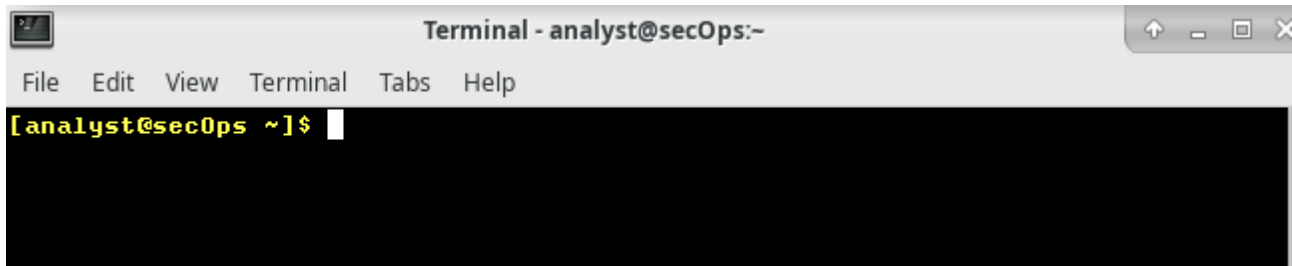 Terminal - analyst@secOps:~
File Edit View Terminal Tabs Help
[analyst@secOps ~]$